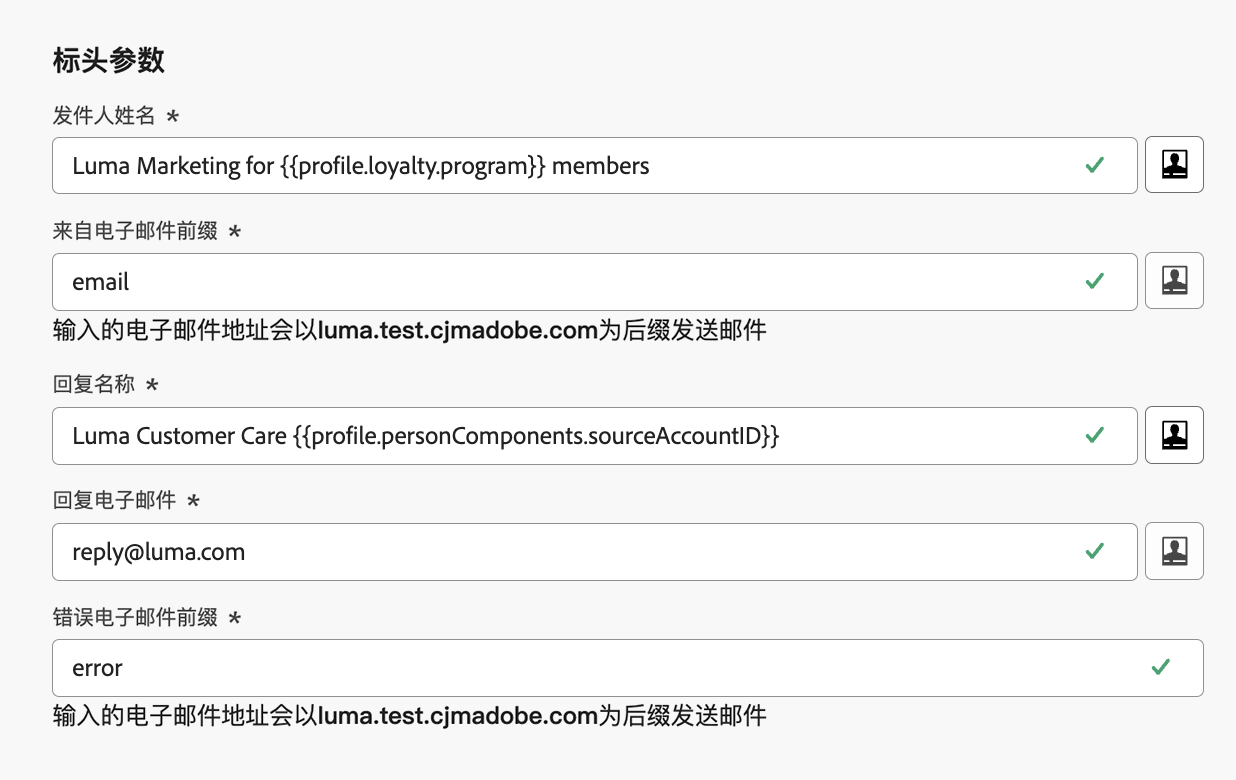 标头参数
发件人姓名 *
Luma Marketing for {{profile.loyalty.program}} members
来自电子邮件前缀 *
email
输入的电子邮件地址会以luma.test.cjmadobe.com为后缀发送邮件
回复名称 *
Luma Customer Care {{profile.personComponents.sourceAccountID}}
回复电子邮件 *
reply@luma.com
错误电子邮件前缀 *
error
输入的电子邮件地址会以luma.test.cjmadobe.com为后缀发送邮件